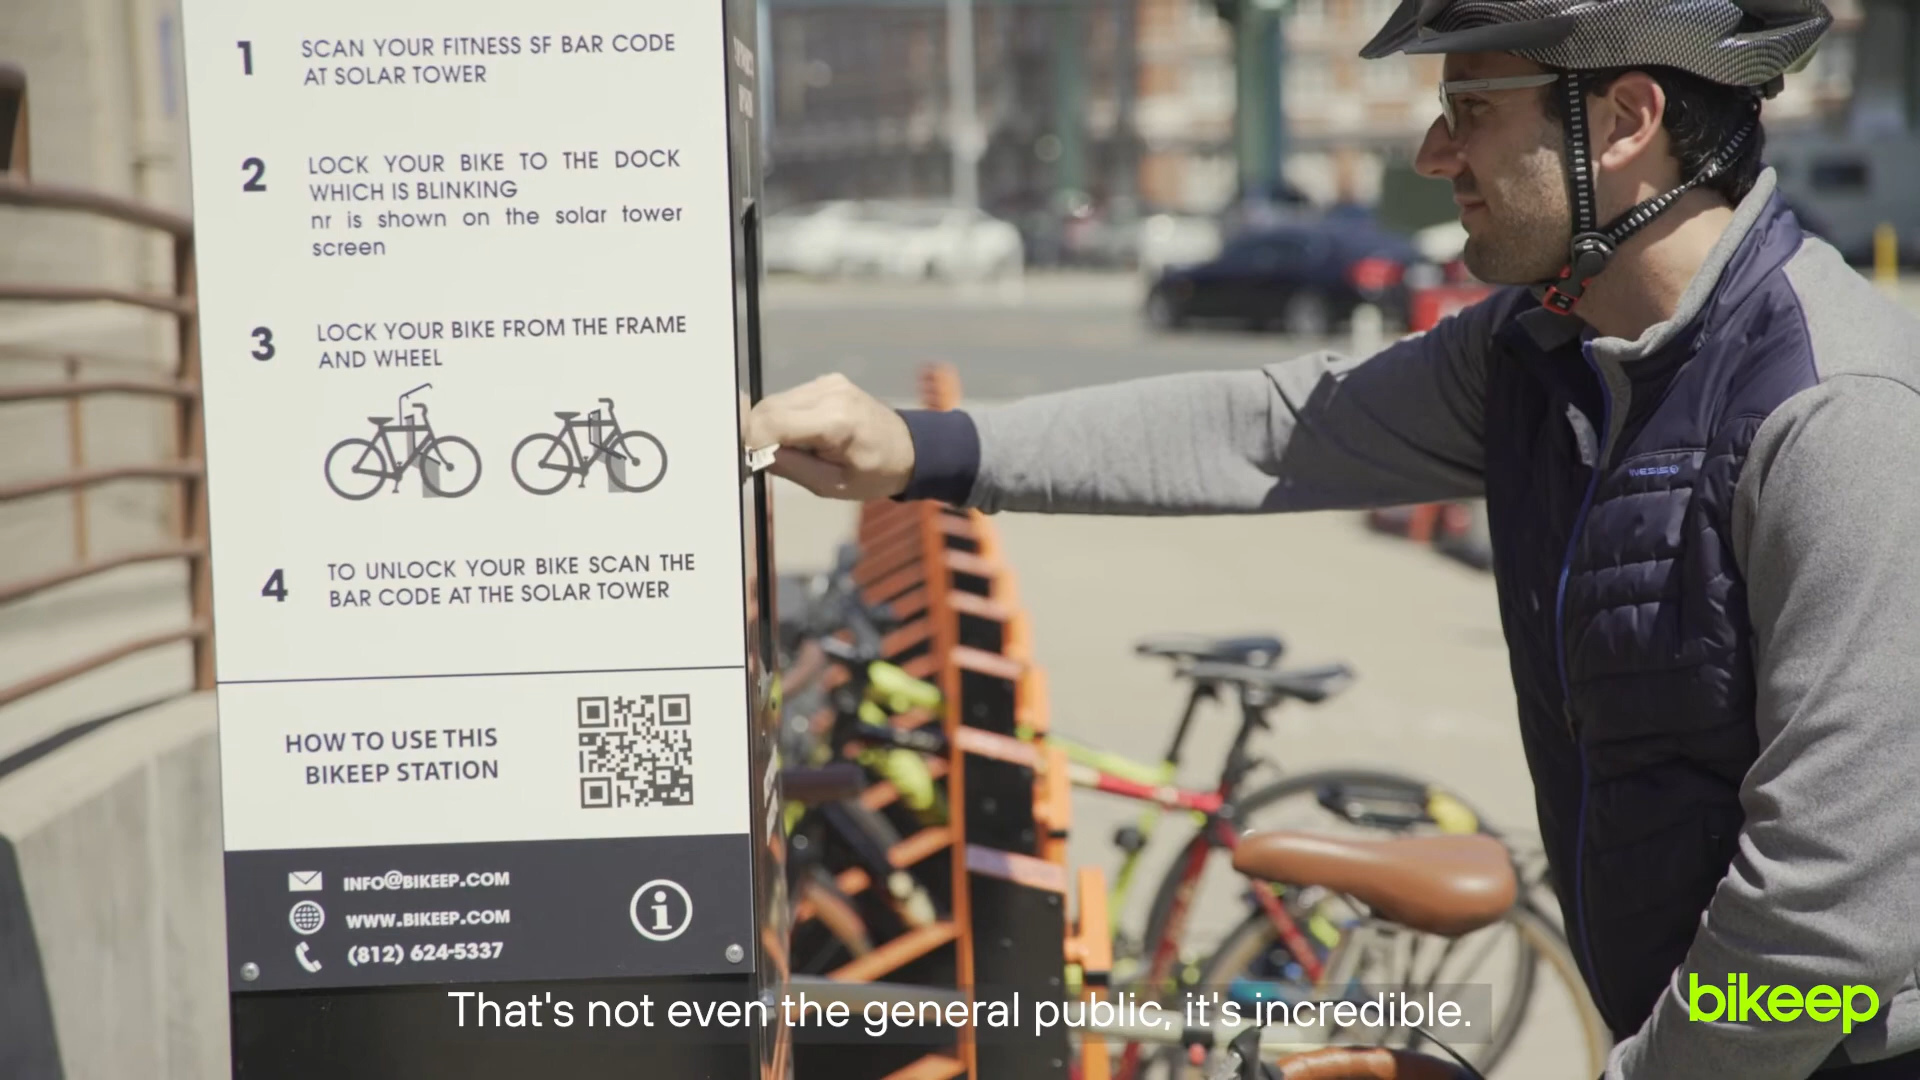 1
SCAN YOUR FITNESS SF BAR CODE
AT SOLAR TOWER
2
LOCK YOUR BIKE TO THE DOCK
WHICH IS BLINKING
nr is shown on the solar tower
screen
3
LOCK YOUR BIKE FROM THE FRAME
AND WHEEL
4
TO UNLOCK YOUR BIKE SCAN THE
BAR CODE AT THE SOLAR TOWER
HOW TO USE THIS
BIKEEP STATION
INFO@BIKEEP.COM
WWW.BIKEEP.COM
(812) 624-5337
That's not even the general public, it's incredible.
bikeep